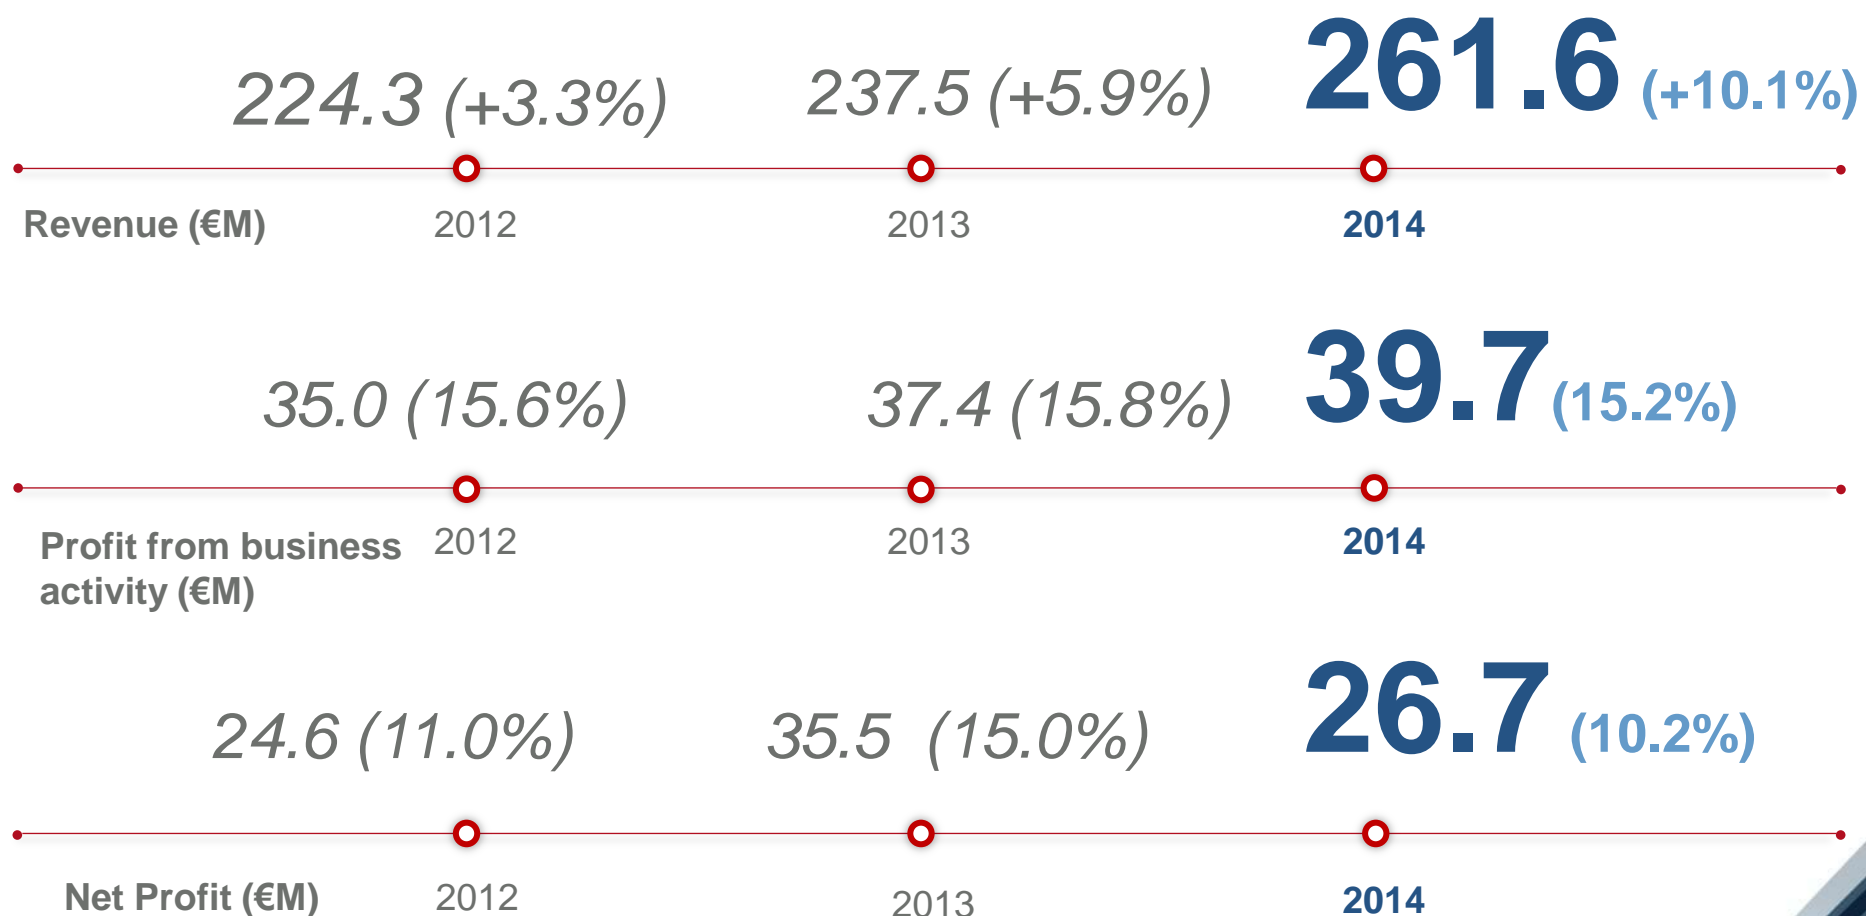 224.3 (+3.3%) 237.5 (+5.9%) 261.6 (+10.1%)
Revenue (€M) 2012 2013 2014
35.0 (15.6%) 37.4 (15.8%) 39.7 (15.2%)
Profit from business 2012 2013 2014
activity (€M)
24.6 (11.0%) 35.5 (15.0%) 26.7 (10.2%)
Net Profit (€M) 2012 2013 2014